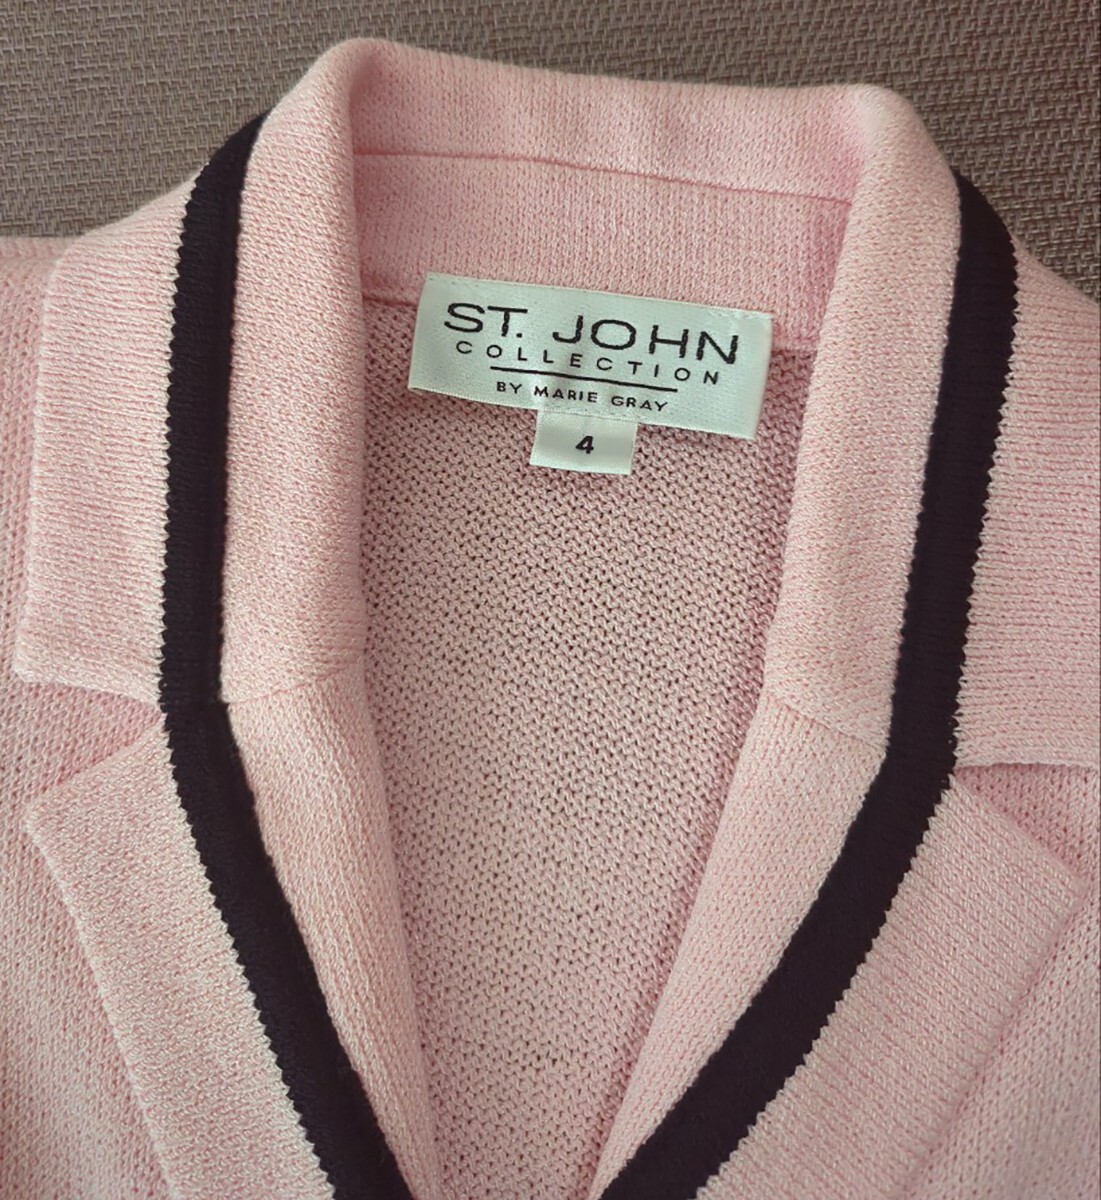 ST. JOHN
COLLECTION
BY MARIE GRAY
4